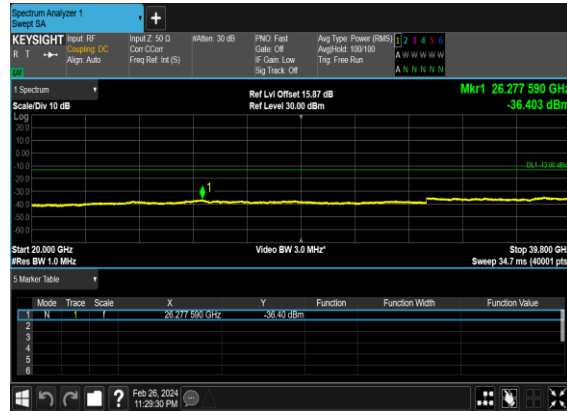 Spectrum Analyzer 1
Swept SA
+
KEYSIGHT Input: RF Input Z: 50 Ω #Atten: 30 dB PNO: Fast Avg Type: Power (RMS) 1 2 3 4 5 6
R T Coupling: DC Corr CCorr Gate: Off Avg|Hold: 100/100 A W W W W W
Align: Auto Freq Ref: Int (S) IF Gain: Low Trig: Free Run
Sig Track: Off A N N N N N
1 Spectrum Ref Lvl Offset 15.87 dB Mkr1 26.277 590 GHz
Scale/Div 10 dB Ref Level 30.00 dBm -36.403 dBm
Log
20.0
10.0
0.00
-10.0 DL1 -13.00 dBm
-20.0
-30.0 1
-40.0
-50.0
-60.0
Start 20.000 GHz Video BW 3.0 MHz* Stop 39.800 GHz
#Res BW 1.0 MHz Sweep 34.7 ms (40001 pts
5 Marker Table
Mode Trace Scale X Y Function Function Width Function Value
1 N 1 f 26.277 590 GHz -36.40 dBm
2
3
4
5
6
? Feb 26, 2024
11:29:30 PM